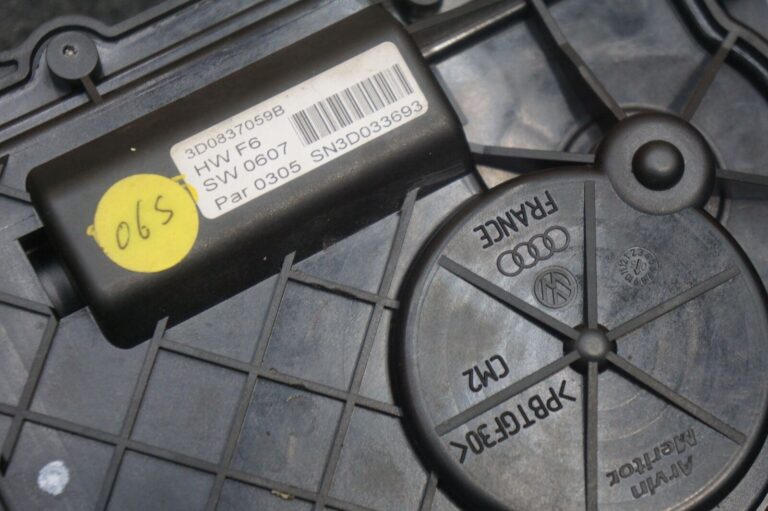 3D0837059B
HW F6
SW 0607
Par 0305 SN3D033693
065
FRANCE
CM2
>PBTGF30<
Arvin
Meritor